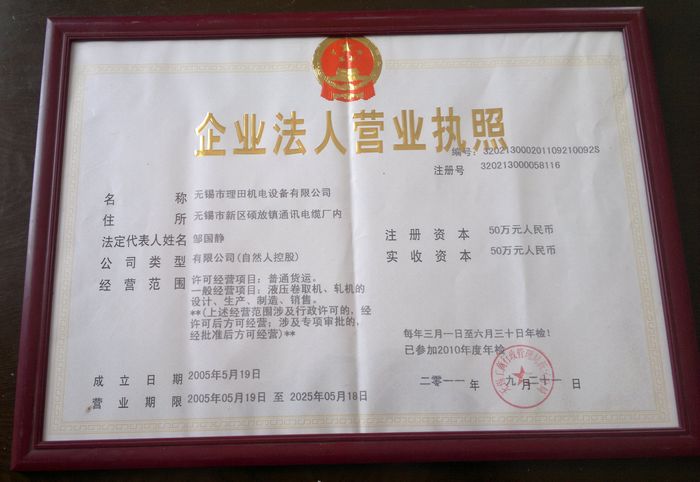 企业法人营业执照
编号: 320213000201109210092S
注册号 320213000058116
名称 无锡市理田机电设备有限公司
住所 无锡市新区硕放镇通讯电缆厂内
法定代表人姓名 邹国静
注册资本 50万元人民币
公司类型 有限公司(自然人控股)
实收资本 50万元人民币
经营范围 许可经营项目: 普通货运。
一般经营项目: 液压卷取机、轧机的
设计、生产、制造、销售。
**(上述经营范围涉及行政许可的, 经
许可后方可经营; 涉及专项审批的,
经批准后方可经营)**
每年三月一日至六月三十日年检!
已参加2010年度年检
成立日期 2005年5月19日
二零一一年九月二十一日
营业期限 2005年05月19日 至 2025年05月18日